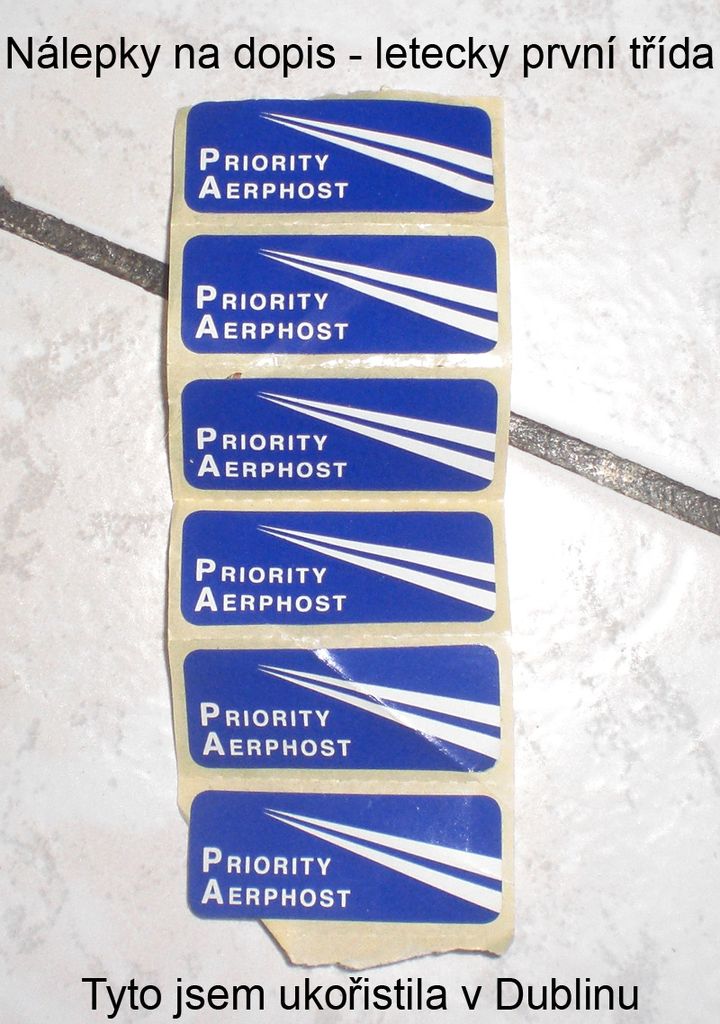 Nálepky na dopis - letecky první třída
PRIORITY
AERPHOST
PRIORITY
AERPHOST
PRIORITY
AERPHOST
PRIORITY
AERPHOST
PRIORITY
AERPHOST
PRIORITY
AERPHOST
Tyto jsem ukořistila v Dublinu